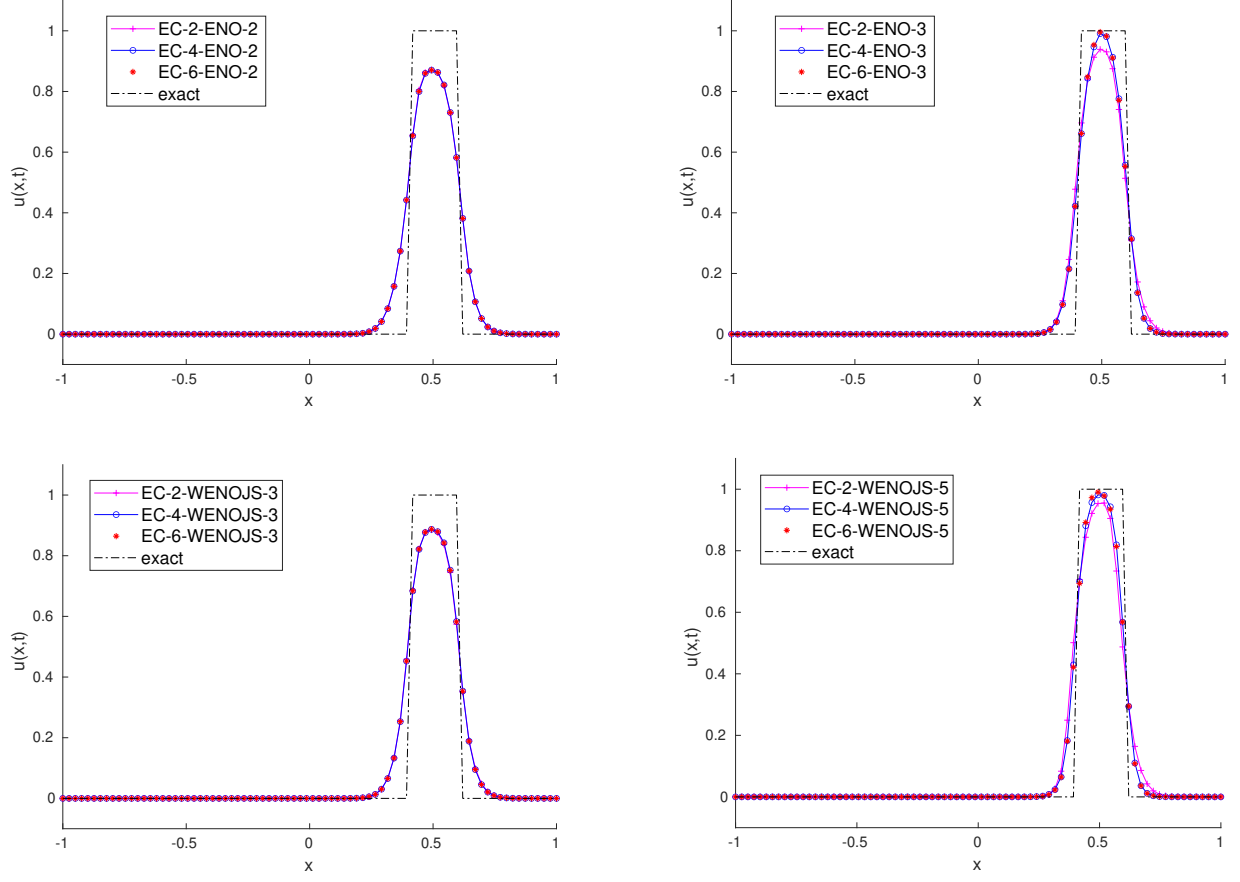 EC-2-ENO-2
EC-4-ENO-2
EC-6-ENO-2
exact
u(x,t)
1
0.8
0.6
0.4
0.2
0
-1
-0.5
0
0.5
1
x
EC-2-ENO-3
EC-4-ENO-3
EC-6-ENO-3
exact
u(x,t)
1
0.8
0.6
0.4
0.2
0
-1
-0.5
0
0.5
1
x
EC-2-WENOJS-3
EC-4-WENOJS-3
EC-6-WENOJS-3
exact
u(x,t)
1
0.8
0.6
0.4
0.2
0
-1
-0.5
0
0.5
1
x
EC-2-WENOJS-5
EC-4-WENOJS-5
EC-6-WENOJS-5
exact
u(x,t)
1
0.8
0.6
0.4
0.2
0
-1
-0.5
0
0.5
1
x